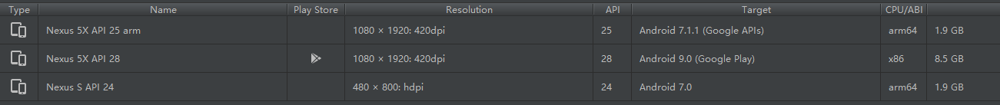 Type Name Play Store Resolution API Target CPU/ABI
Nexus 5X API 25 arm 1080 × 1920: 420dpi 25 Android 7.1.1 (Google APIs) arm64 1.9 GB
Nexus 5X API 28 1080 × 1920: 420dpi 28 Android 9.0 (Google Play) x86 8.5 GB
Nexus S API 24 480 × 800: hdpi 24 Android 7.0 arm64 1.9 GB